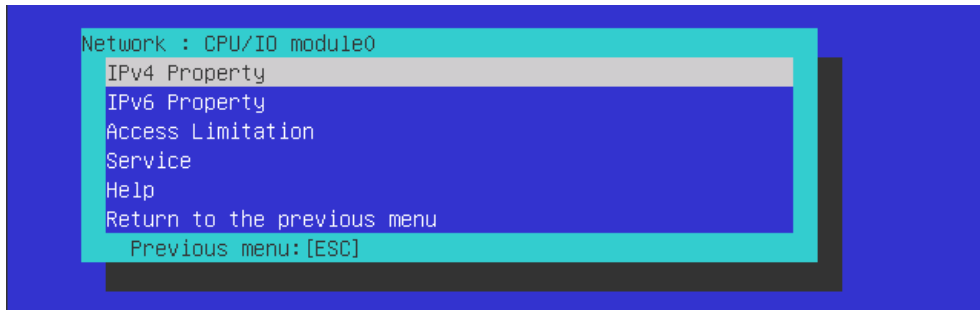 Network : CPU/IO module0
IPv4 Property
IPv6 Property
Access Limitation
Service
Help
Return to the previous menu
Previous menu:[ESC]